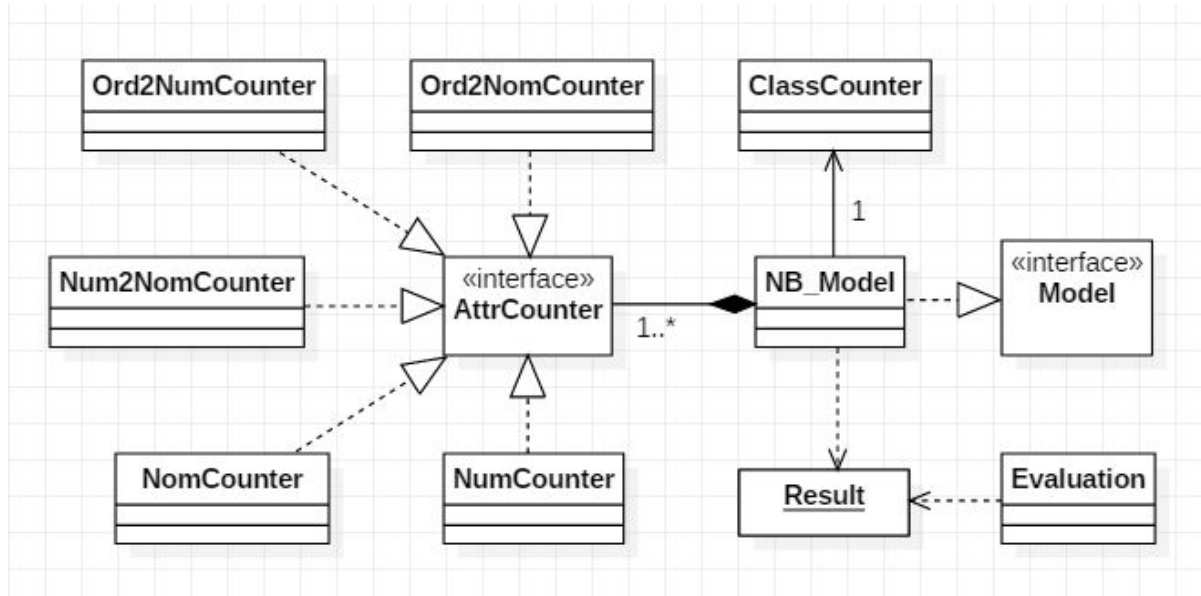 Ord2NumCounter
Ord2NomCounter
ClassCounter
1
Num2NomCounter
«interface»
AttrCounter
1..*
NB_Model
«interface»
Model
NomCounter
NumCounter
Result
Evaluation